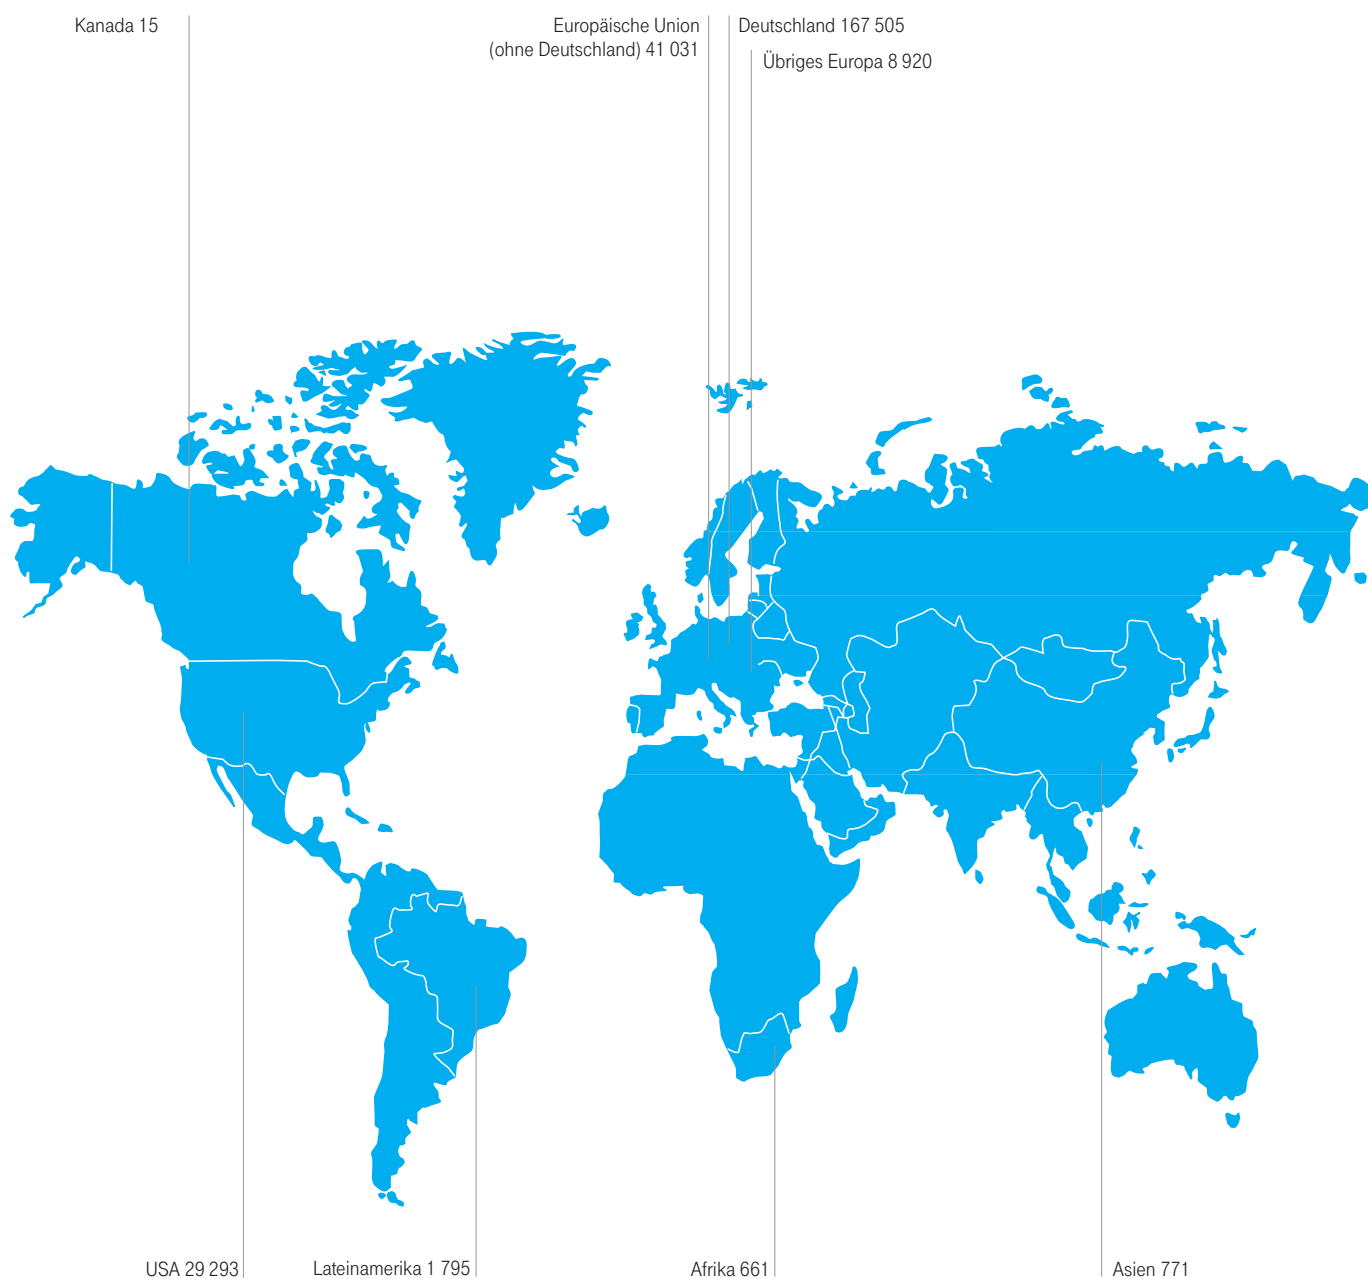 Kanada 15
Europäische Union
(ohne Deutschland) 41 031
Deutschland 167 505
Übriges Europa 8 920
USA 29 293
Lateinamerika 1 795
Afrika 661
Asien 771